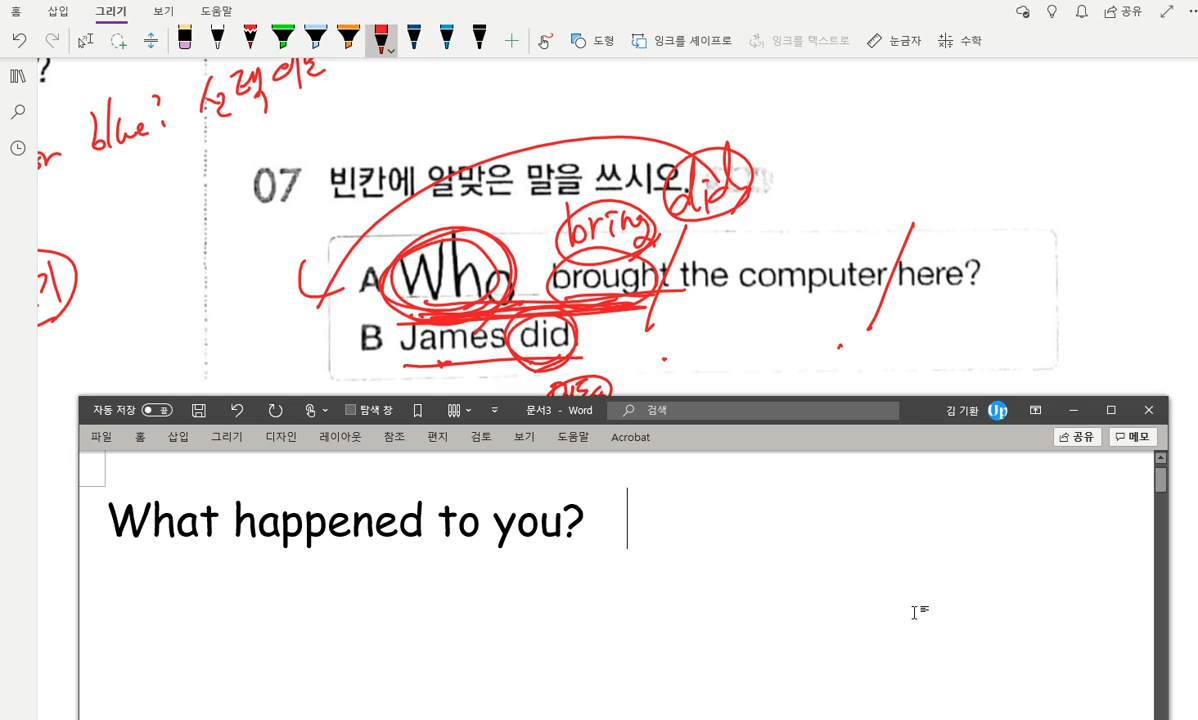 홈 삽입 그리기 보기 도움말
공유
도형 잉크를 셰이프로 잉크를 텍스트로 눈금자 수학
?
or blue? 선택
07 빈칸에 알맞은 말을 쓰시오.
did
bring
A Who brought the computer here?
B James did
자동 저장 끔 탐색 창 문서3 - Word 검색 김 기환 Up
파일 홈 삽입 그리기 디자인 레이아웃 참조 편지 검토 보기 도움말 Acrobat 공유 메모
What happened to you?